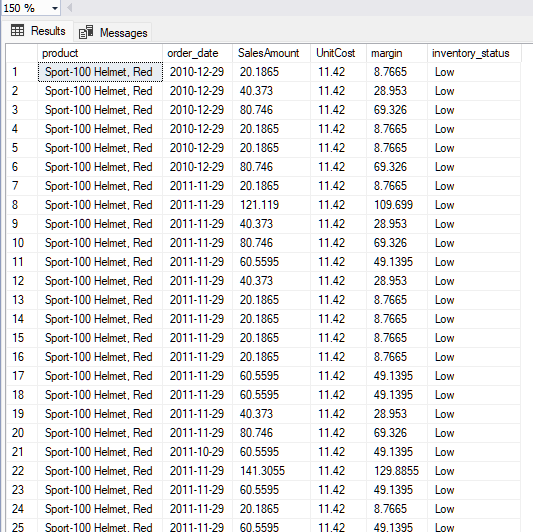 150 %
Results Messages
product order_date SalesAmount UnitCost margin inventory_status
1 Sport-100 Helmet, Red 2010-12-29 20.1865 11.42 8.7665 Low
2 Sport-100 Helmet, Red 2010-12-29 40.373 11.42 28.953 Low
3 Sport-100 Helmet, Red 2010-12-29 80.746 11.42 69.326 Low
4 Sport-100 Helmet, Red 2010-12-29 20.1865 11.42 8.7665 Low
5 Sport-100 Helmet, Red 2010-12-29 20.1865 11.42 8.7665 Low
6 Sport-100 Helmet, Red 2010-12-29 80.746 11.42 69.326 Low
7 Sport-100 Helmet, Red 2011-11-29 20.1865 11.42 8.7665 Low
8 Sport-100 Helmet, Red 2011-11-29 121.119 11.42 109.699 Low
9 Sport-100 Helmet, Red 2011-11-29 40.373 11.42 28.953 Low
10 Sport-100 Helmet, Red 2011-11-29 80.746 11.42 69.326 Low
11 Sport-100 Helmet, Red 2011-11-29 60.5595 11.42 49.1395 Low
12 Sport-100 Helmet, Red 2011-11-29 40.373 11.42 28.953 Low
13 Sport-100 Helmet, Red 2011-11-29 20.1865 11.42 8.7665 Low
14 Sport-100 Helmet, Red 2011-11-29 20.1865 11.42 8.7665 Low
15 Sport-100 Helmet, Red 2011-11-29 20.1865 11.42 8.7665 Low
16 Sport-100 Helmet, Red 2011-11-29 20.1865 11.42 8.7665 Low
17 Sport-100 Helmet, Red 2011-11-29 60.5595 11.42 49.1395 Low
18 Sport-100 Helmet, Red 2011-11-29 60.5595 11.42 49.1395 Low
19 Sport-100 Helmet, Red 2011-11-29 40.373 11.42 28.953 Low
20 Sport-100 Helmet, Red 2011-11-29 80.746 11.42 69.326 Low
21 Sport-100 Helmet, Red 2011-10-29 60.5595 11.42 49.1395 Low
22 Sport-100 Helmet, Red 2011-11-29 141.3055 11.42 129.8855 Low
23 Sport-100 Helmet, Red 2011-11-29 60.5595 11.42 49.1395 Low
24 Sport-100 Helmet, Red 2011-11-29 20.1865 11.42 8.7665 Low
25 Sport-100 Helmet, Red 2011-11-29 60.5595 11.42 49.1395 Low